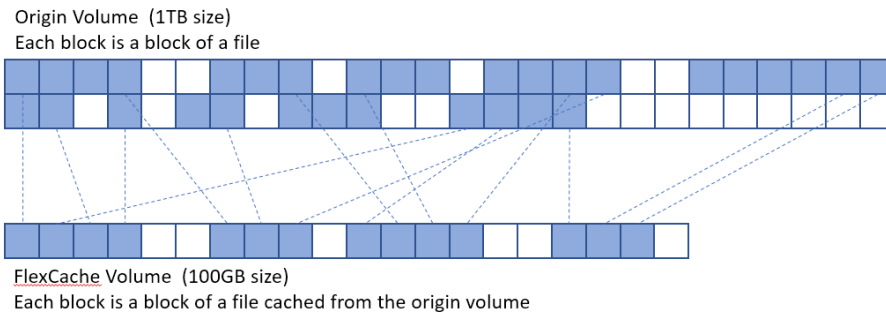 Origin Volume (1TB size)
Each block is a block of a file
FlexCache Volume (100GB size)
Each block is a block of a file cached from the origin volume